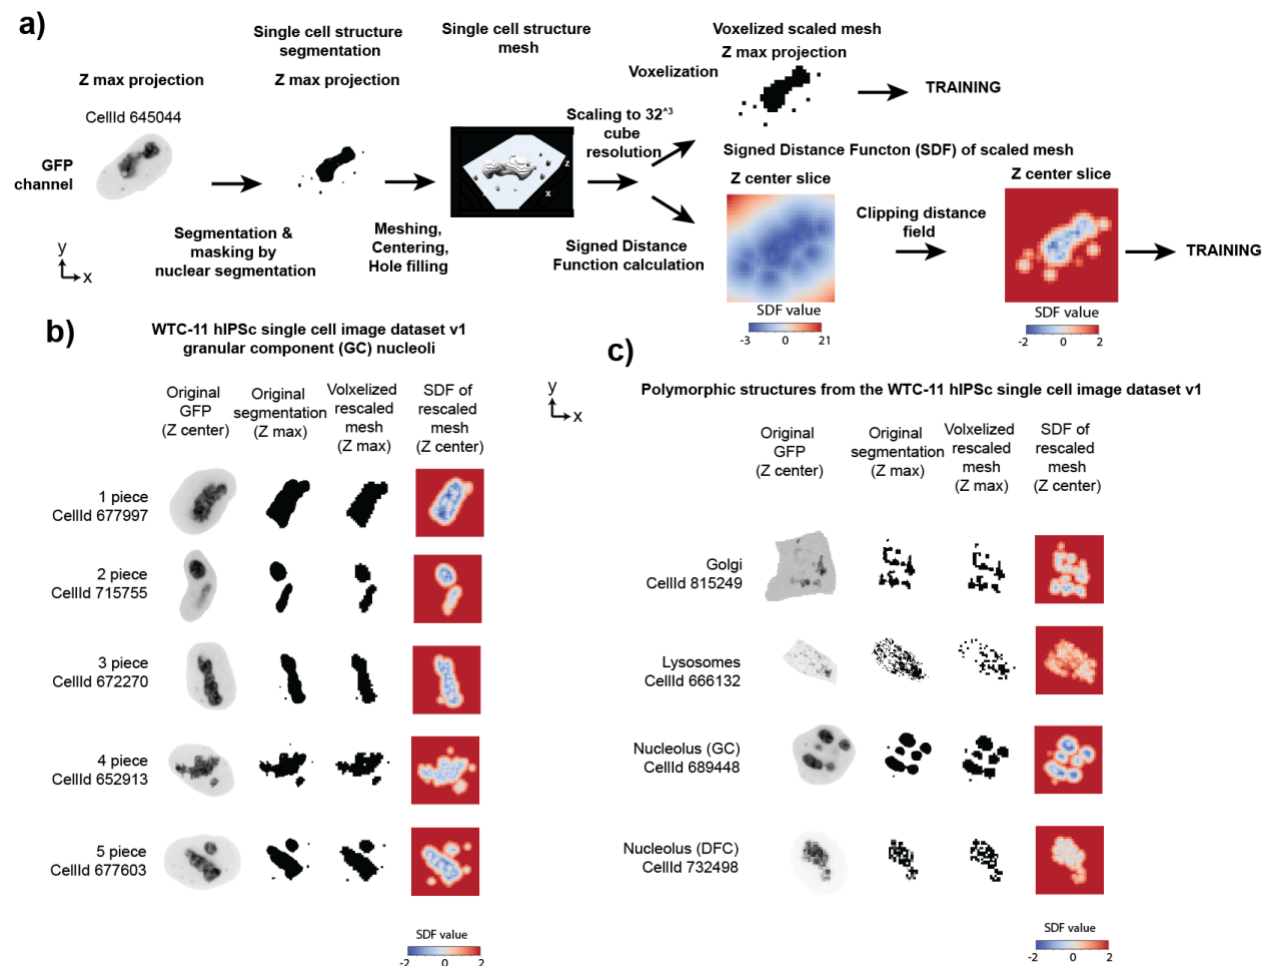 a)
Single cell structure
segmentation
Z max projection
Single cell structure
mesh
Voxelized scaled mesh
Z max projection
Z max projection
CellId 645044
GFP
channel
Voxelization
TRAINING
Scaling to 32^3
cube
resolution
Signed Distance Functon (SDF) of scaled mesh
Z center slice
Z center slice
z
x
Clipping distance
field
TRAINING
Segmentation &
masking by
nuclear segmentation
Meshing,
Centering,
Hole filling
Signed Distance
Function calculation
y
x
SDF value
-3 0 21
SDF value
-2 0 2
b)
WTC-11 hIPSc single cell image dataset v1
granular component (GC) nucleoli
Original
GFP
(Z center)
Original
segmentation
(Z max)
Volxelized
rescaled
mesh
(Z max)
SDF of
rescaled
mesh
(Z center)
1 piece
CellId 677997
2 piece
CellId 715755
3 piece
CellId 672270
4 piece
CellId 652913
5 piece
CellId 677603
SDF value
-2 0 2
y
x
c)
Polymorphic structures from the WTC-11 hIPSc single cell image dataset v1
Original
GFP
(Z center)
Original
segmentation
(Z max)
Volxelized
rescaled
mesh
(Z max)
SDF of
rescaled
mesh
(Z center)
Golgi
CellId 815249
Lysosomes
CellId 666132
Nucleolus (GC)
CellId 689448
Nucleolus (DFC)
CellId 732498
SDF value
-2 0 2